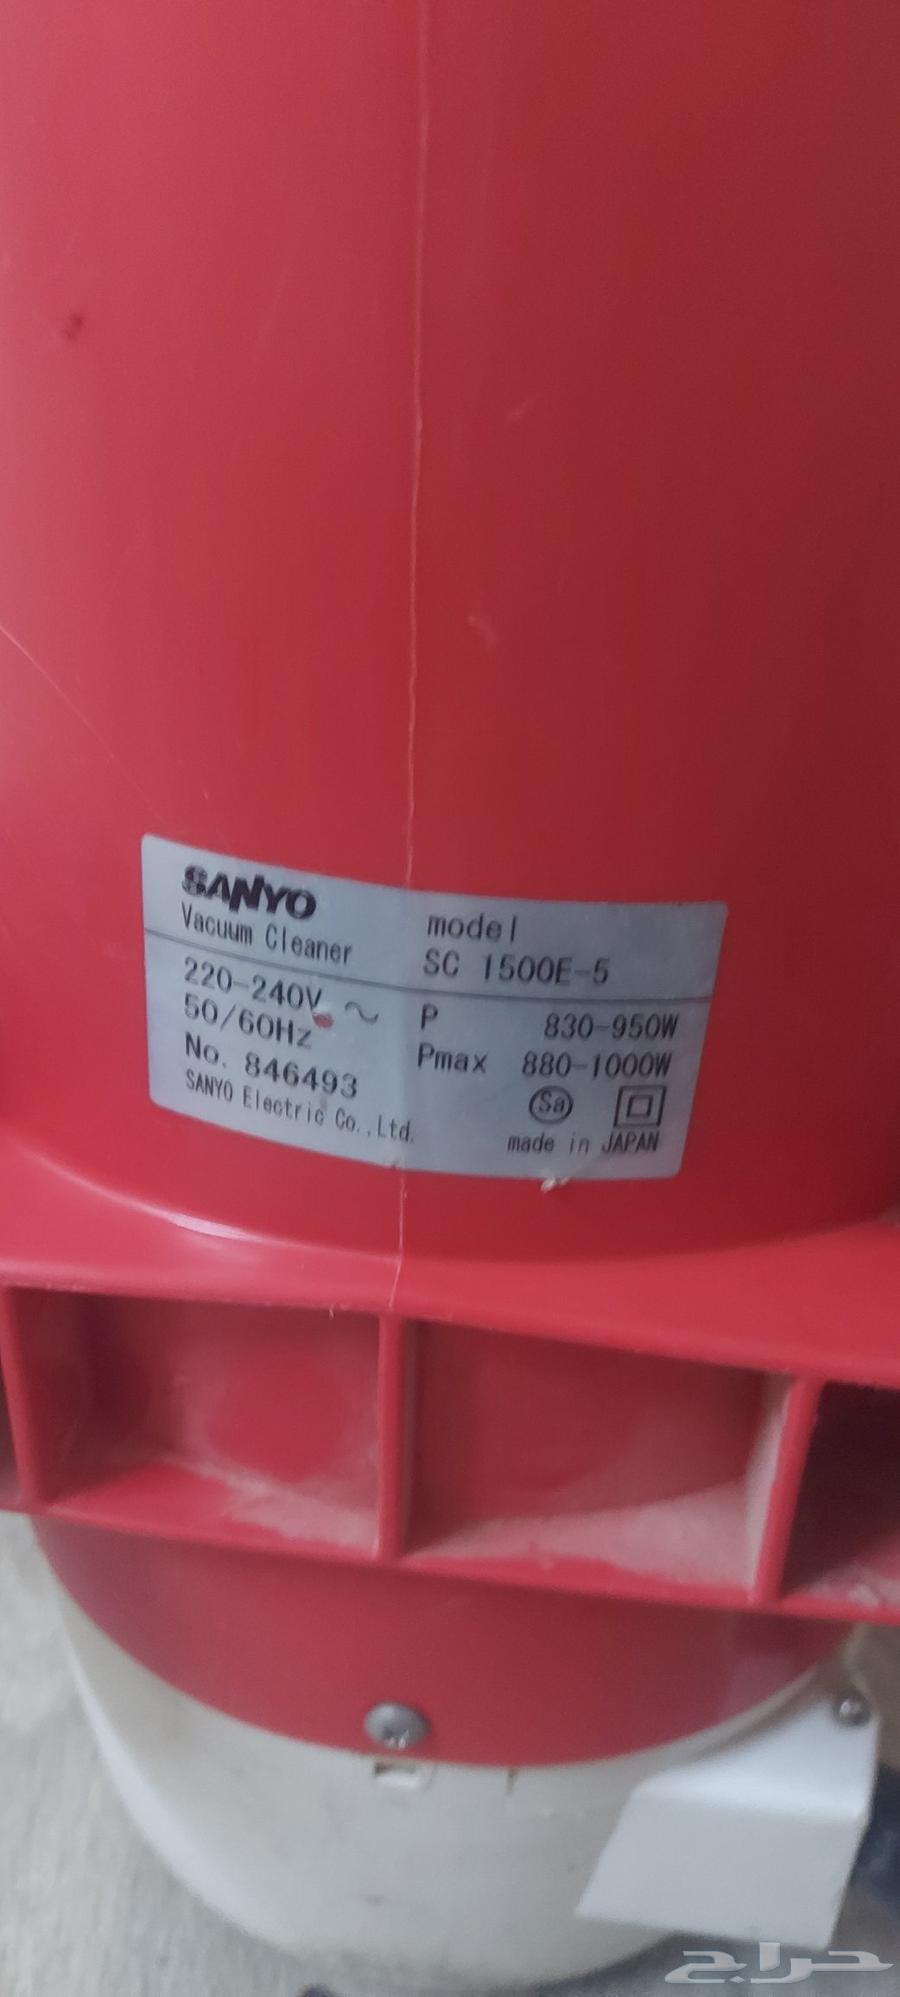 SANYO
Vacuum Cleaner
model
SC 1500E-5
220-240V ~
50/60Hz
No. 846493
SANYO Electric Co.,Ltd.
P 830-950W
Pmax 880-1000W
Sa
made in JAPAN
حراج